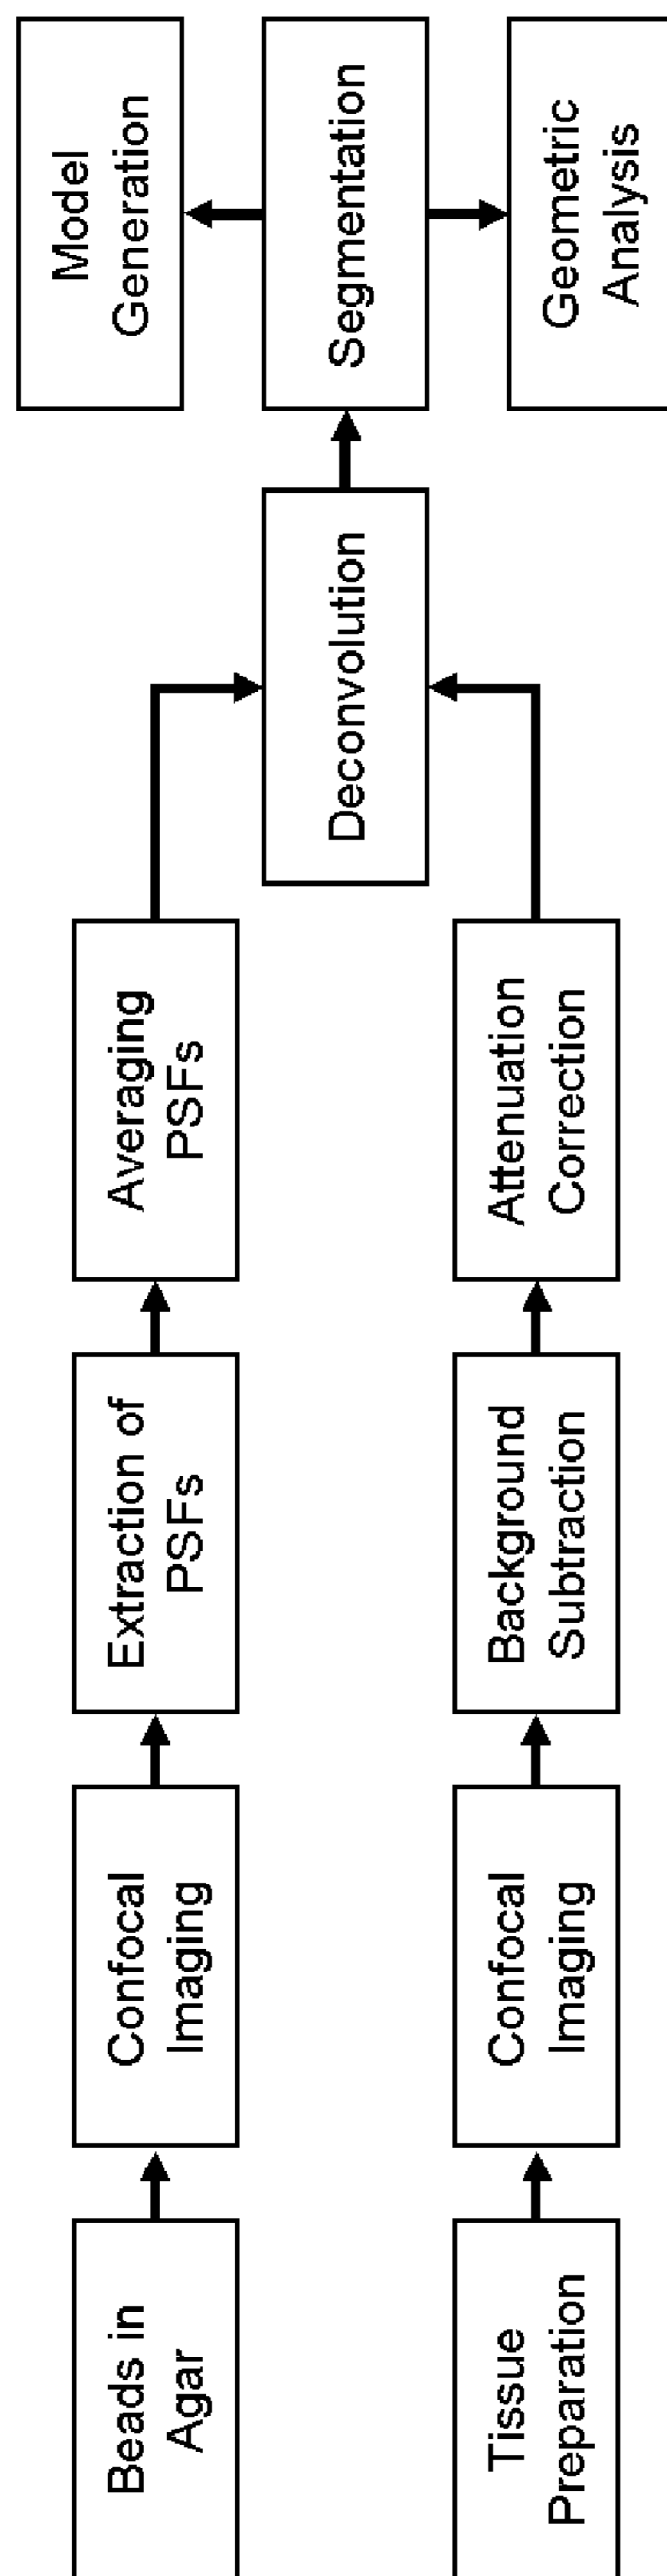 Beads in
Agar
Confocal
Imaging
Extraction of
PSFs
Averaging
PSFs
Tissue
Preparation
Confocal
Imaging
Background
Subtraction
Attenuation
Correction
Deconvolution
Model
Generation
Segmentation
Geometric
Analysis